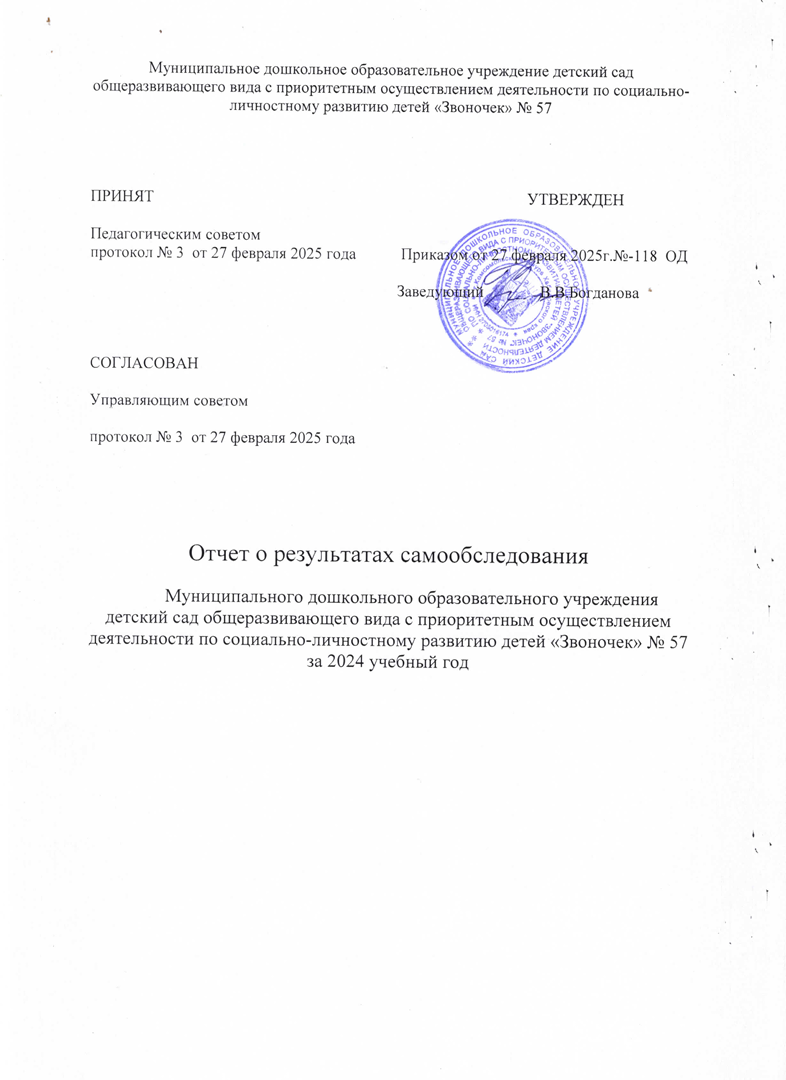 Муниципальное дошкольное образовательное учреждение детский сад
общеразвивающего вида с приоритетным осуществлением деятельности по социально-
личностному развитию детей «Звоночек» № 57
ПРИНЯТ
УТВЕРЖДЕН
Педагогическим советом
протокол № 3 от 27 февраля 2025 года
Приказом от 27 февраля 2025г.№-118 ОД
Заведующий В.В.Богданова
СОГЛАСОВАН
Управляющим советом
протокол № 3 от 27 февраля 2025 года
Отчет о результатах самообследования
Муниципального дошкольного образовательного учреждения
детский сад общеразвивающего вида с приоритетным осуществлением
деятельности по социально-личностному развитию детей «Звоночек» № 57
за 2024 учебный год